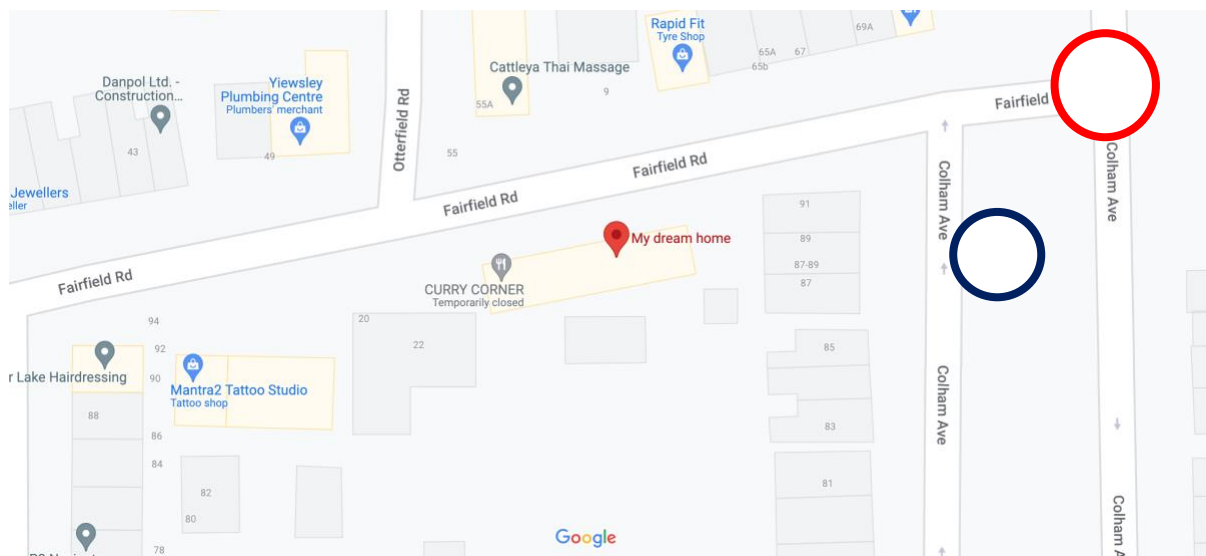 Rapid Fit
Tyre Shop
69A
65A
67
65b
Cattleya Thai Massage
9
55A
Danpol Ltd. -
Construction...
Yiewsley
Plumbing Centre
Plumbers' merchant
43
49
Otterfield Rd
55
Fairfield
Fairfield Rd
Fairfield Rd
Fairfield Rd
Jewellers
eller
Colham Ave
Colham Ave
91
89
87-89
87
My dream home
CURRY CORNER
Temporarily closed
94
92
90
20
22
r Lake Hairdressing
Mantra2 Tattoo Studio
Tattoo shop
88
86
84
82
80
78
85
83
81
Colham Ave
Google